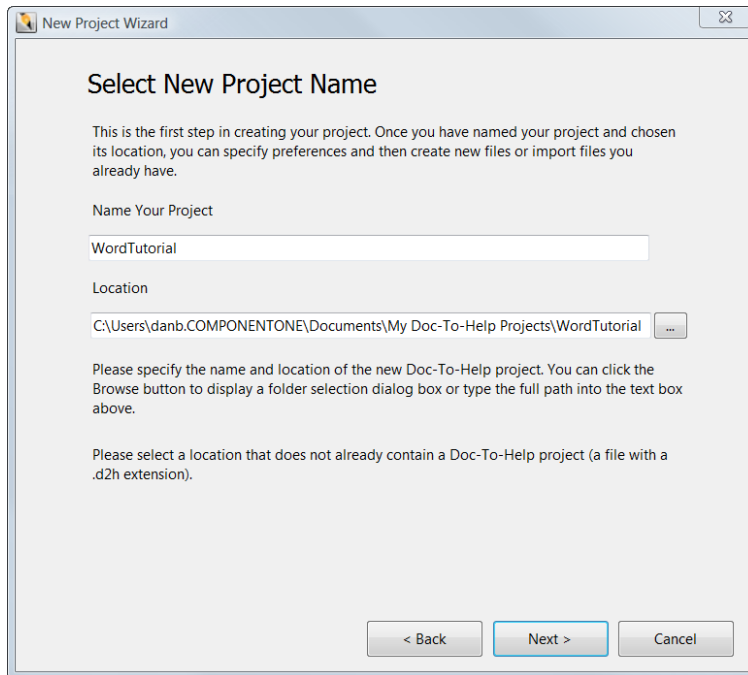 New Project Wizard
Select New Project Name
This is the first step in creating your project. Once you have named your project and chosen
its location, you can specify preferences and then create new files or import files you
already have.
Name Your Project
WordTutorial
Location
C:\Users\danb.COMPONENTONE\Documents\My Doc-To-Help Projects\WordTutorial
...
Please specify the name and location of the new Doc-To-Help project. You can click the
Browse button to display a folder selection dialog box or type the full path into the text box
above.
Please select a location that does not already contain a Doc-To-Help project (a file with a
.d2h extension).
< Back
Next >
Cancel